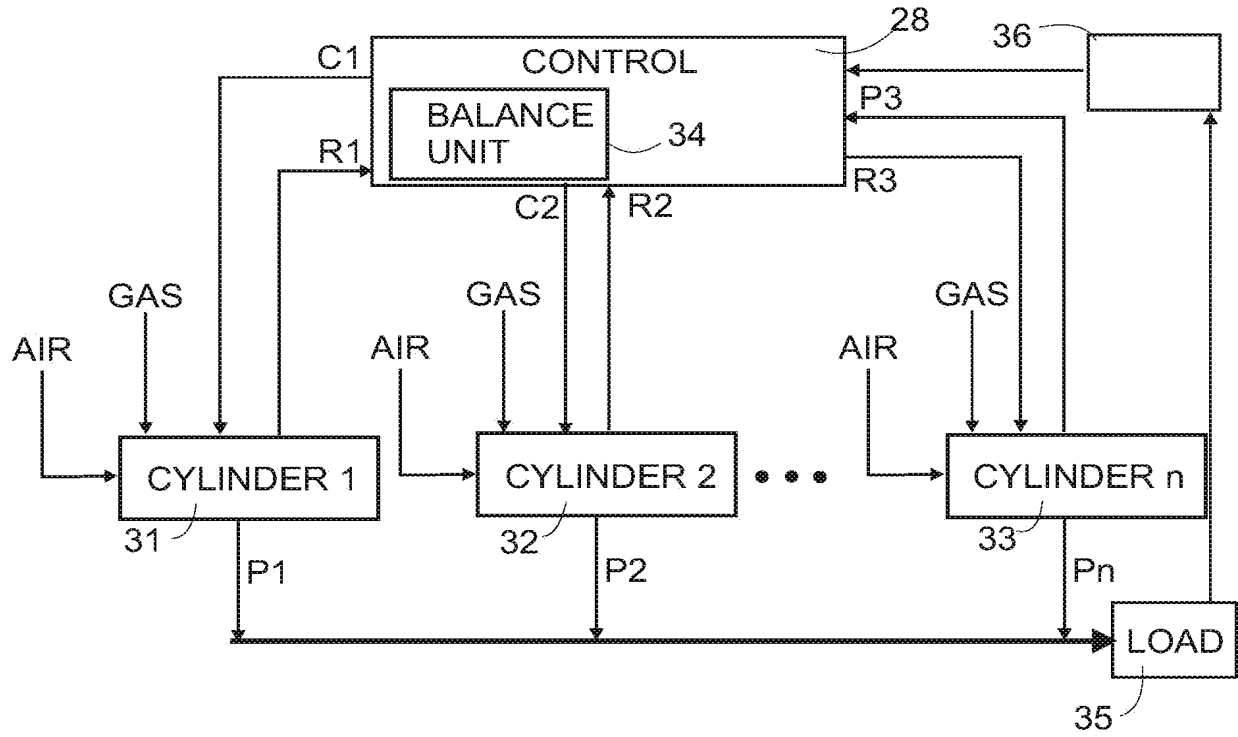 28
36
C1
CONTROL
P3
BALANCE
UNIT
34
R1
R3
C2
R2
GAS
GAS
GAS
AIR
AIR
AIR
CYLINDER 1
CYLINDER 2
CYLINDER n
31
32
33
P1
P2
Pn
LOAD
35